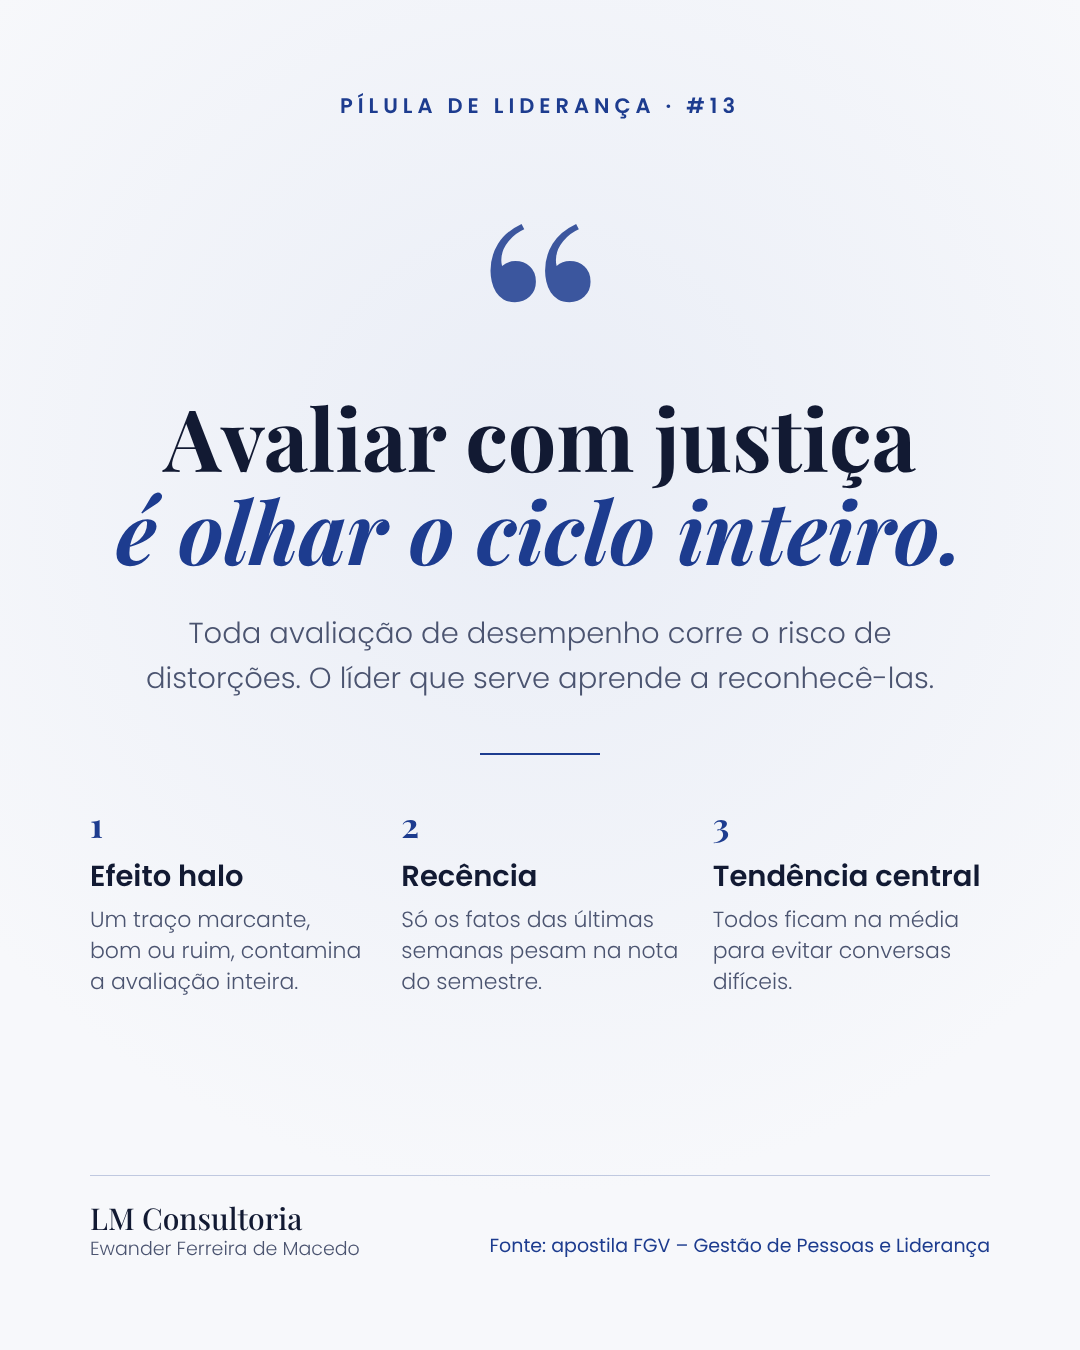 PÍLULA DE LIDERANÇA · #13
“
Avaliar com justiça
é olhar o ciclo inteiro.
Toda avaliação de desempenho corre o risco de
distorções. O líder que serve aprende a reconhecê-las.
1
Efeito halo
Um traço marcante,
bom ou ruim, contamina
a avaliação inteira.
2
Recência
Só os fatos das últimas
semanas pesam na nota
do semestre.
3
Tendência central
Todos ficam na média
para evitar conversas
difíceis.
LM Consultoria
Ewander Ferreira de Macedo
Fonte: apostila FGV – Gestão de Pessoas e Liderança